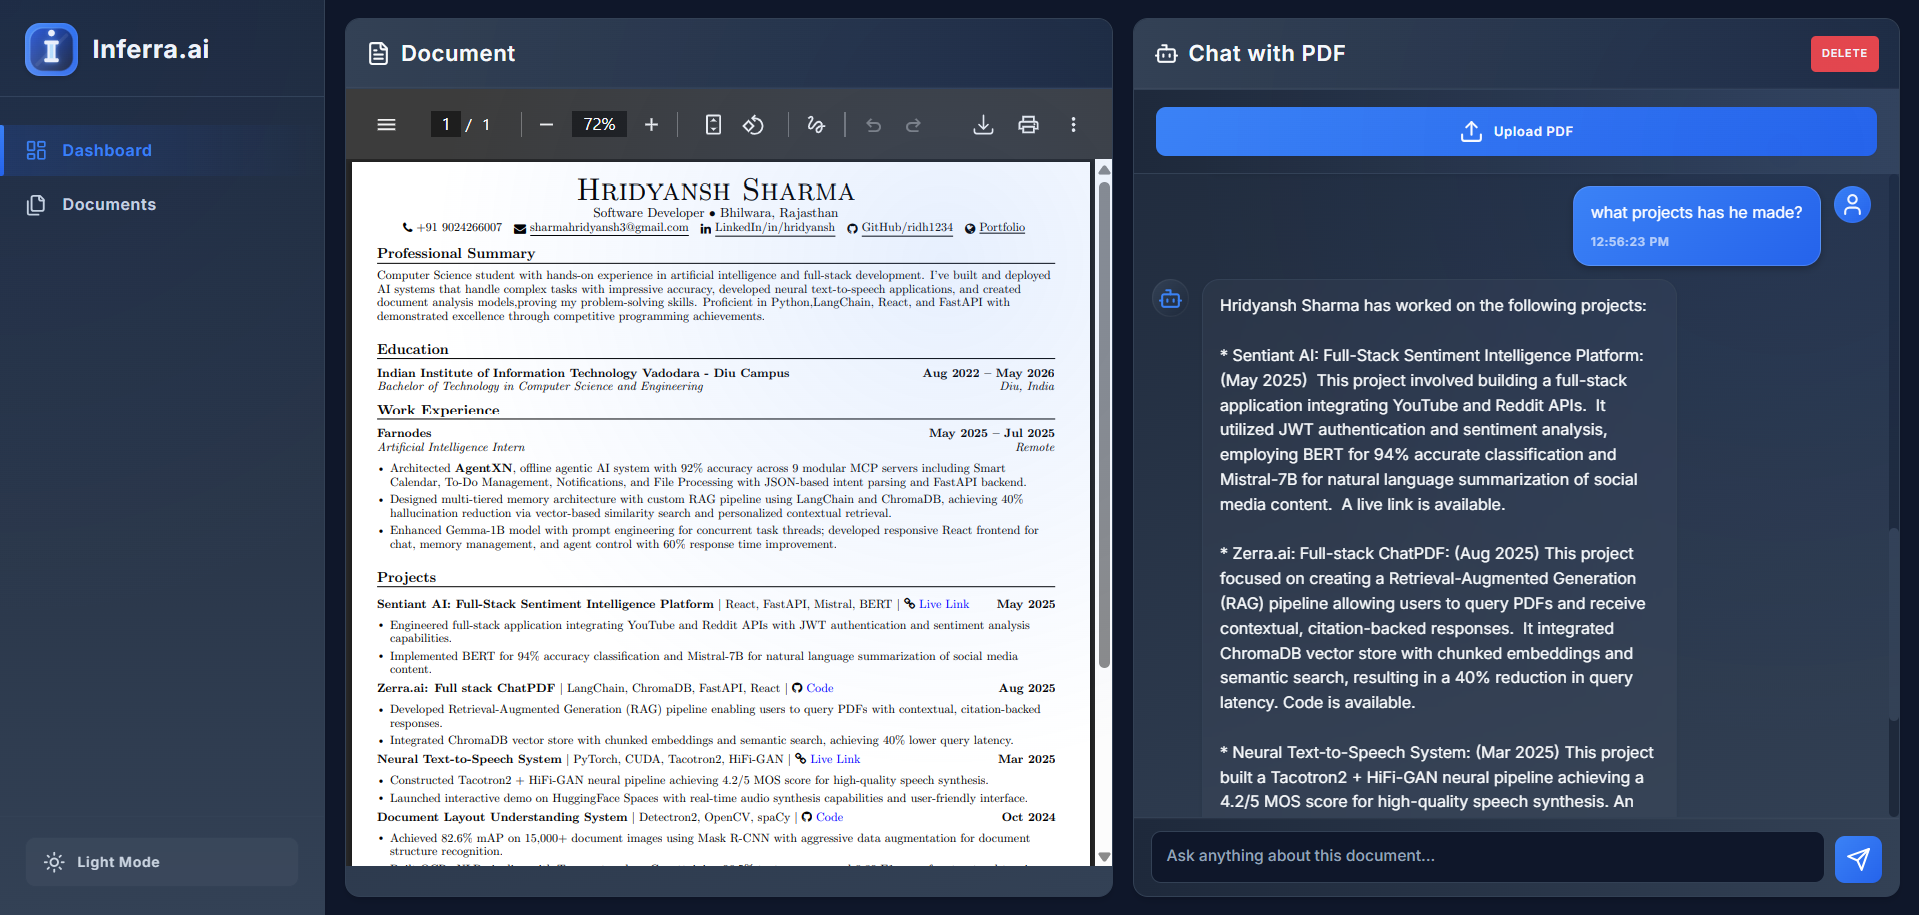 Inferra.ai
Dashboard
Documents
Light Mode
Document
1 / 1
72%
Hridyansh Sharma
Software Developer • Bhilwara, Rajasthan
+91 9024266007 sharmahridyansh3@gmail.com LinkedIn/in/hridyansh GitHub/ridh1234 Portfolio
Professional Summary
Computer Science student with hands-on experience in artificial intelligence and full-stack development. I've built and deployed
AI systems that handle complex tasks with impressive accuracy, developed neural text-to-speech applications, and created
document analysis models,proving my problem-solving skills. Proficient in Python,LangChain, React, and FastAPI with
demonstrated excellence through competitive programming achievements.
Education
Indian Institute of Information Technology Vadodara - Diu Campus Aug 2022 – May 2026
Bachelor of Technology in Computer Science and Engineering Diu, India
Work Experience
Farnodes May 2025 – Jul 2025
Artificial Intelligence Intern Remote
• Architected AgentXN, offline agentic AI system with 92% accuracy across 9 modular MCP servers including Smart
Calendar, To-Do Management, Notifications, and File Processing with JSON-based intent parsing and FastAPI backend.
• Designed multi-tiered memory architecture with custom RAG pipeline using LangChain and ChromaDB, achieving 40%
hallucination reduction via vector-based similarity search and personalized contextual retrieval.
• Enhanced Gemma-1B model with prompt engineering for concurrent task threads; developed responsive React frontend for
chat, memory management, and agent control with 60% response time improvement.
Projects
Sentiant AI: Full-Stack Sentiment Intelligence Platform | React, FastAPI, Mistral, BERT | Live Link May 2025
• Engineered full-stack application integrating YouTube and Reddit APIs with JWT authentication and sentiment analysis
capabilities.
• Implemented BERT for 94% accuracy classification and Mistral-7B for natural language summarization of social media
content.
Zerra.ai: Full stack ChatPDF | LangChain, ChromaDB, FastAPI, React | Code Aug 2025
• Developed Retrieval-Augmented Generation (RAG) pipeline enabling users to query PDFs with contextual, citation-backed
responses.
• Integrated ChromaDB vector store with chunked embeddings and semantic search, achieving 40% lower query latency.
Neural Text-to-Speech System | PyTorch, CUDA, Tacotron2, HiFi-GAN | Live Link Mar 2025
• Constructed Tacotron2 + HiFi-GAN neural pipeline achieving 4.2/5 MOS score for high-quality speech synthesis.
• Launched interactive demo on HuggingFace Spaces with real-time audio synthesis capabilities and user-friendly interface.
Document Layout Understanding System | Detectron2, OpenCV, spaCy | Code Oct 2024
• Achieved 82.6% mAP on 15,000+ document images using Mask R-CNN with aggressive data augmentation for document
structure recognition.
Chat with PDF
DELETE
Upload PDF
what projects has he made?
12:56:23 PM
Hridyansh Sharma has worked on the following projects:
* Sentiant AI: Full-Stack Sentiment Intelligence Platform:
(May 2025) This project involved building a full-stack
application integrating YouTube and Reddit APIs. It
utilized JWT authentication and sentiment analysis,
employing BERT for 94% accurate classification and
Mistral-7B for natural language summarization of social
media content. A live link is available.
* Zerra.ai: Full-stack ChatPDF: (Aug 2025) This project
focused on creating a Retrieval-Augmented Generation
(RAG) pipeline allowing users to query PDFs and receive
contextual, citation-backed responses. It integrated
ChromaDB vector store with chunked embeddings and
semantic search, resulting in a 40% reduction in query
latency. Code is available.
* Neural Text-to-Speech System: (Mar 2025) This project
built a Tacotron2 + HiFi-GAN neural pipeline achieving a
4.2/5 MOS score for high-quality speech synthesis. An
Ask anything about this document...